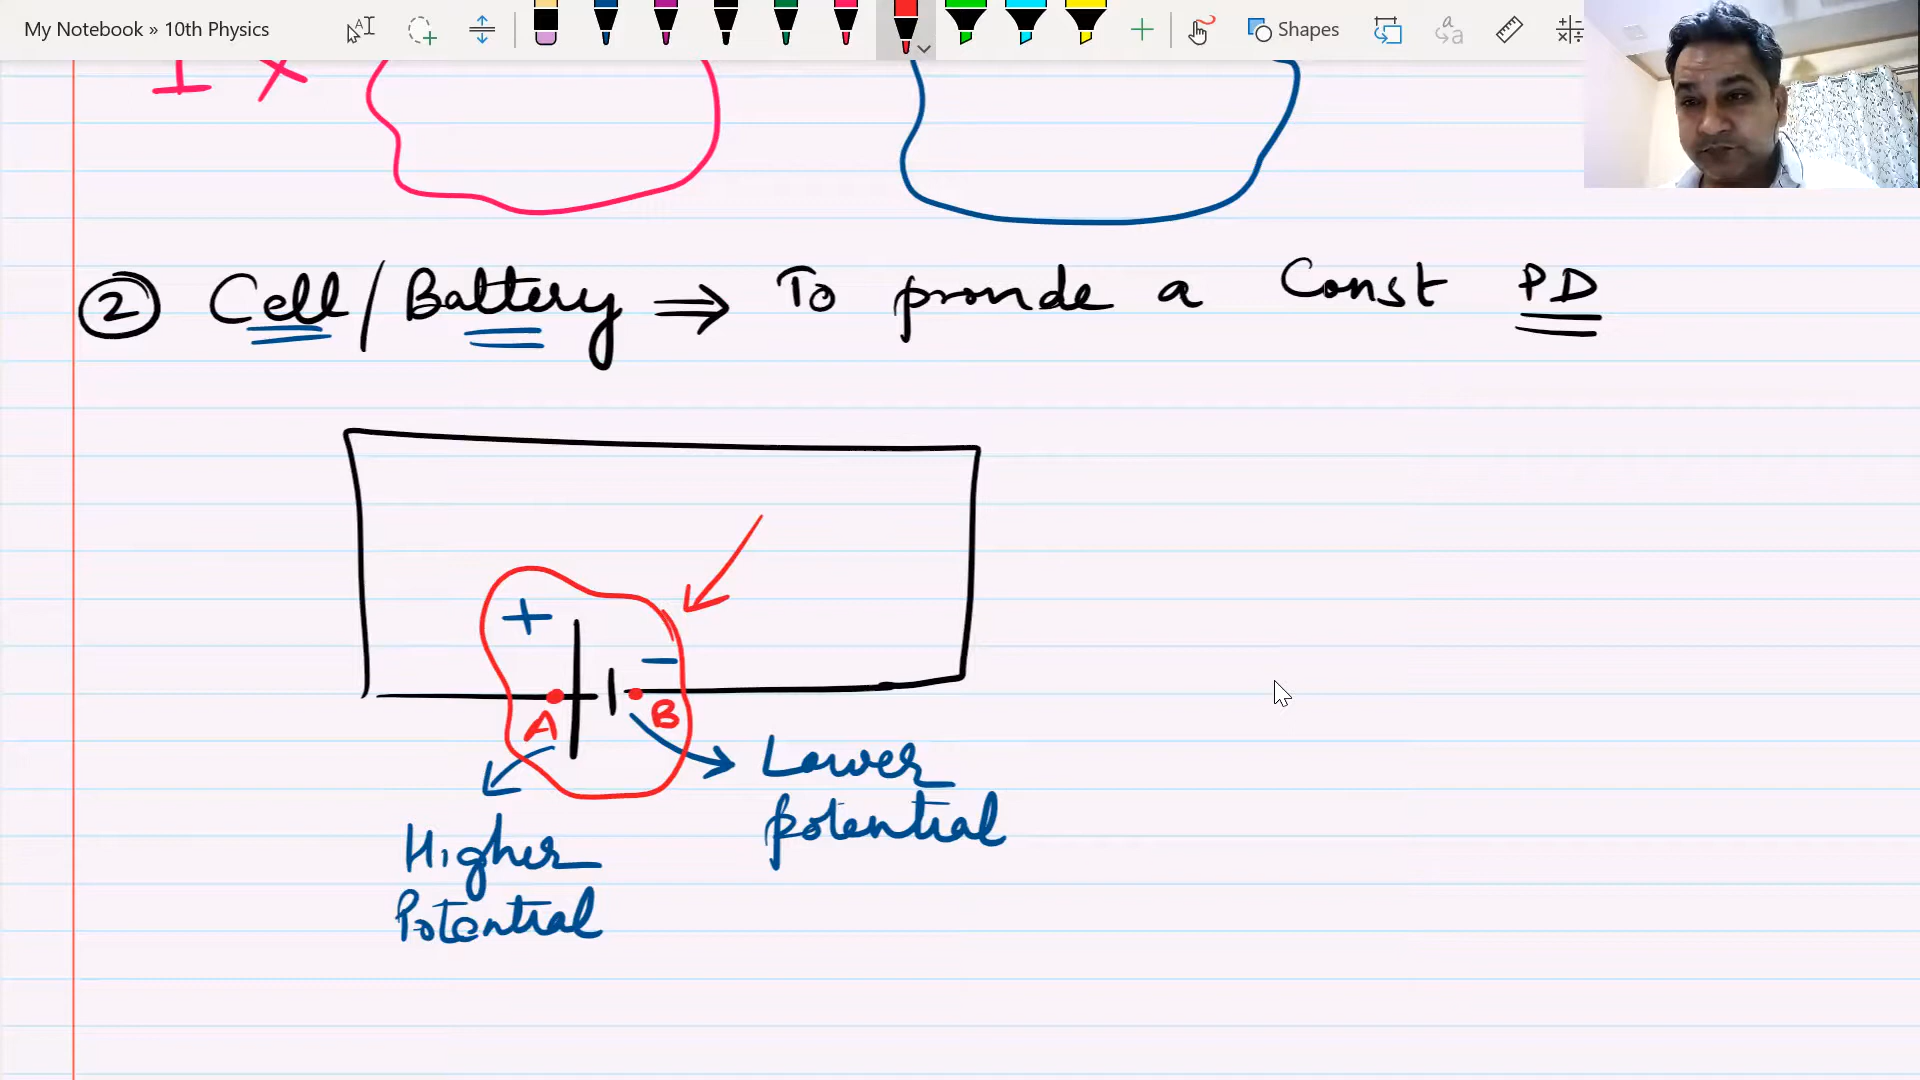 My Notebook » 10th Physics
Shapes
I X
② Cell / Battery ⇒ To provide a Const PD
+
−
A
B
Lower
potential
Higher
Potential